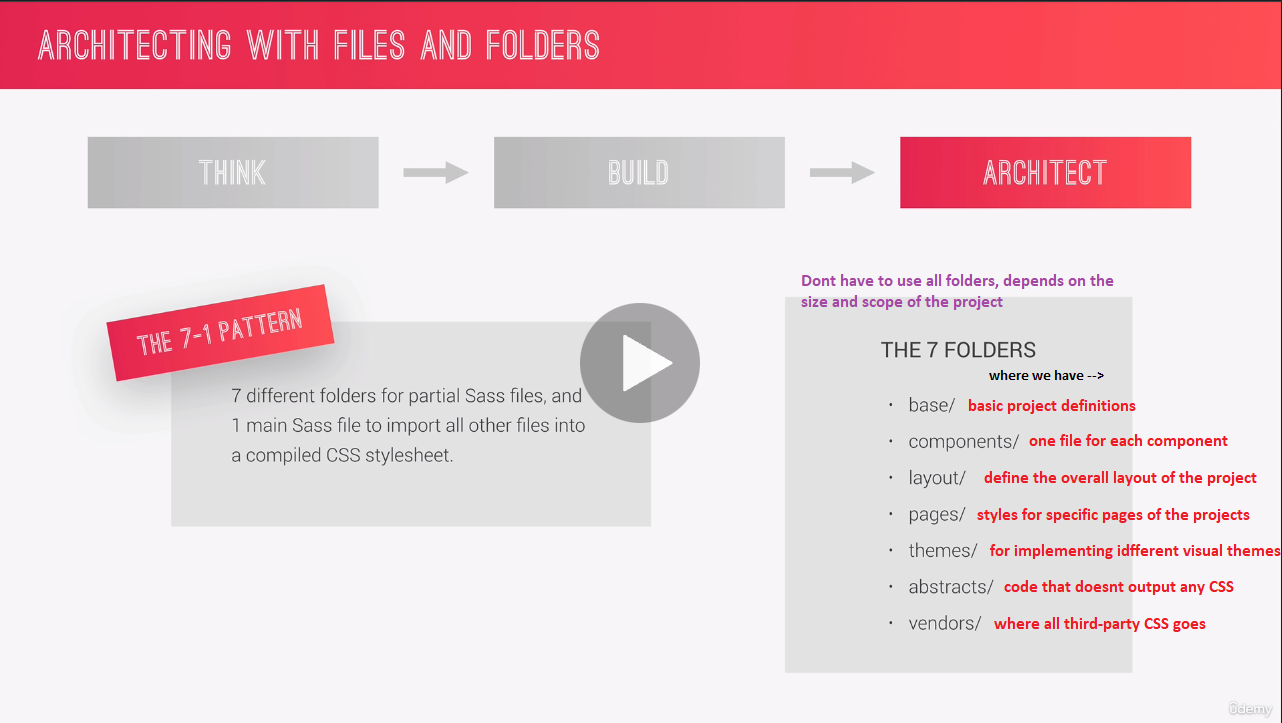 ARCHITECTING WITH FILES AND FOLDERS
THINK
BUILD
ARCHITECT
THE 7-1 PATTERN
7 different folders for partial Sass files, and
1 main Sass file to import all other files into
a compiled CSS stylesheet.
Dont have to use all folders, depends on the
size and scope of the project
THE 7 FOLDERS
where we have -->
· base/ basic project definitions
· components/ one file for each component
· layout/ define the overall layout of the project
· pages/ styles for specific pages of the projects
· themes/ for implementing idfferent visual themes
· abstracts/ code that doesnt output any CSS
· vendors/ where all third-party CSS goes
ûdemy